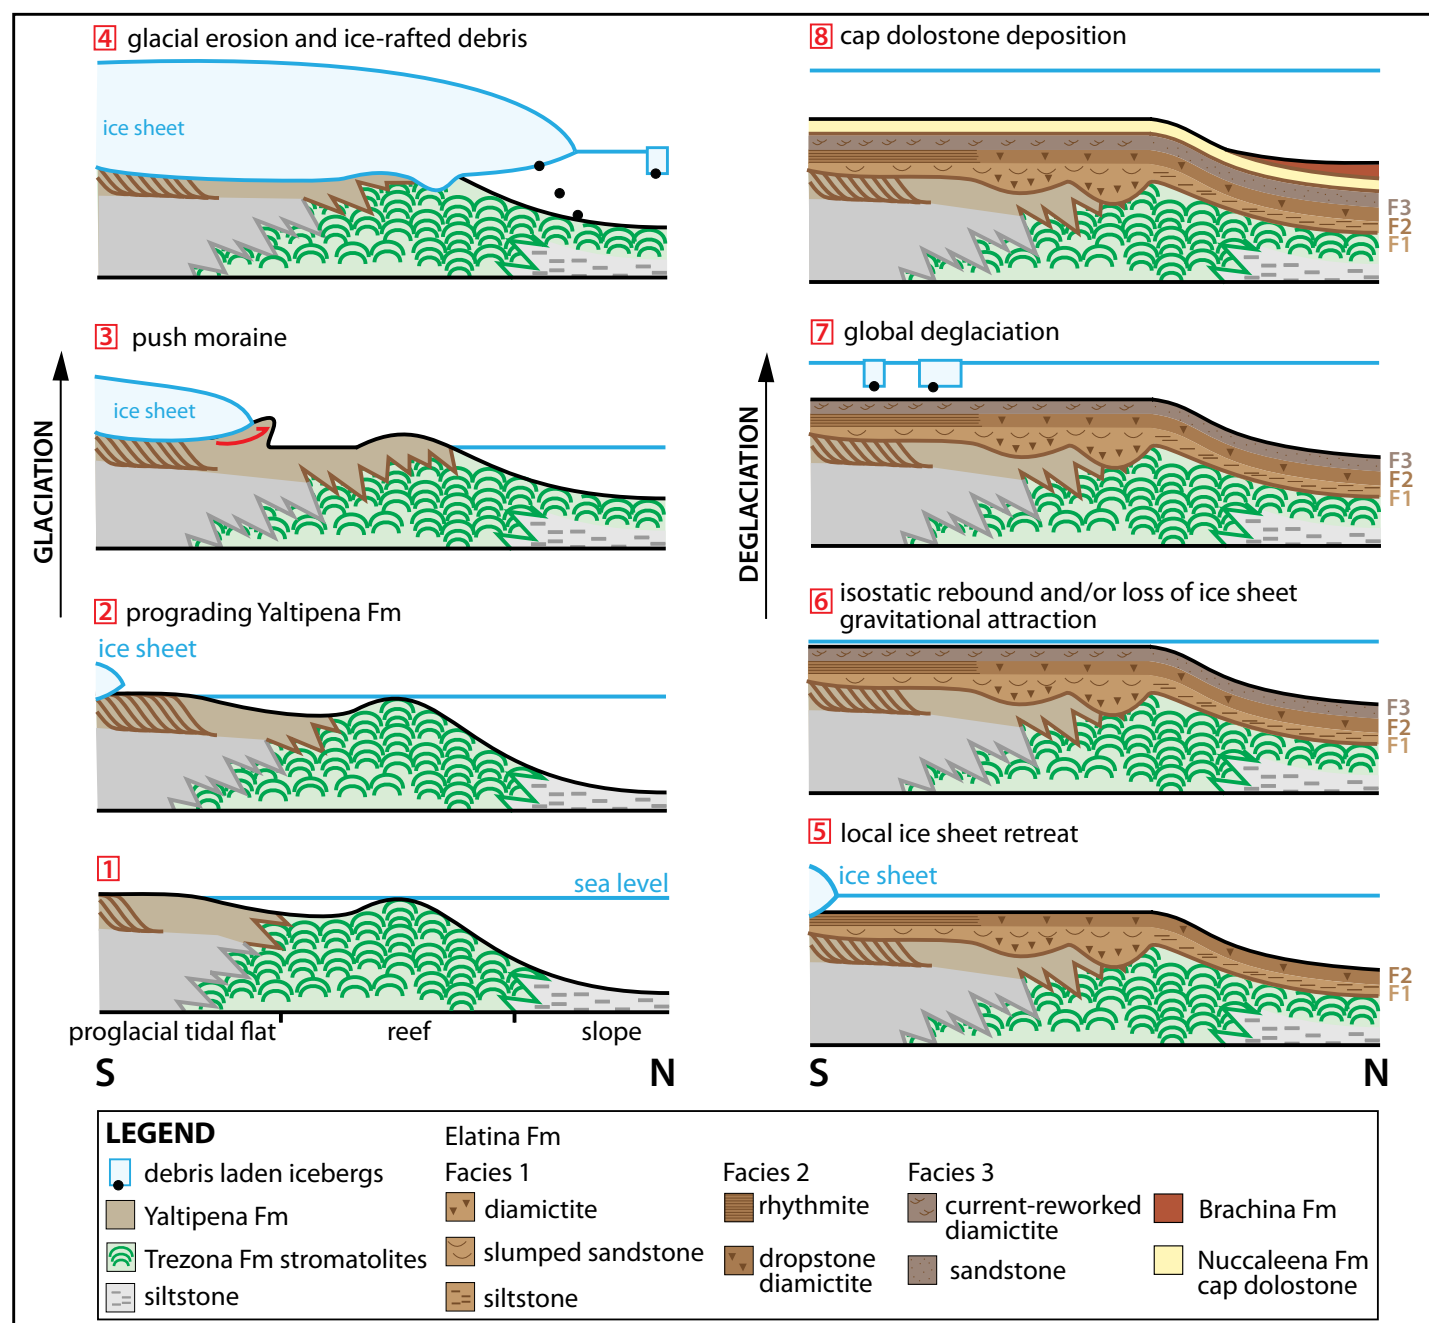 4 glacial erosion and ice-rafted debris
ice sheet
3 push moraine
ice sheet
GLACIATION
2 prograding Yaltipena Fm
ice sheet
1
sea level
proglacial tidal flat
reef
slope
S
N
8 cap dolostone deposition
F3
F2
F1
7 global deglaciation
F3
F2
F1
DEGLACIATION
6 isostatic rebound and/or loss of ice sheet
gravitational attraction
F3
F2
F1
5 local ice sheet retreat
ice sheet
F2
F1
S
N
LEGEND
debris laden icebergs
Yaltipena Fm
Trezona Fm stromatolites
siltstone
Elatina Fm
Facies 1
diamictite
slumped sandstone
siltstone
Facies 2
rhythmite
dropstone
diamictite
Facies 3
current-reworked
diamictite
sandstone
Brachina Fm
Nuccaleena Fm
cap dolostone